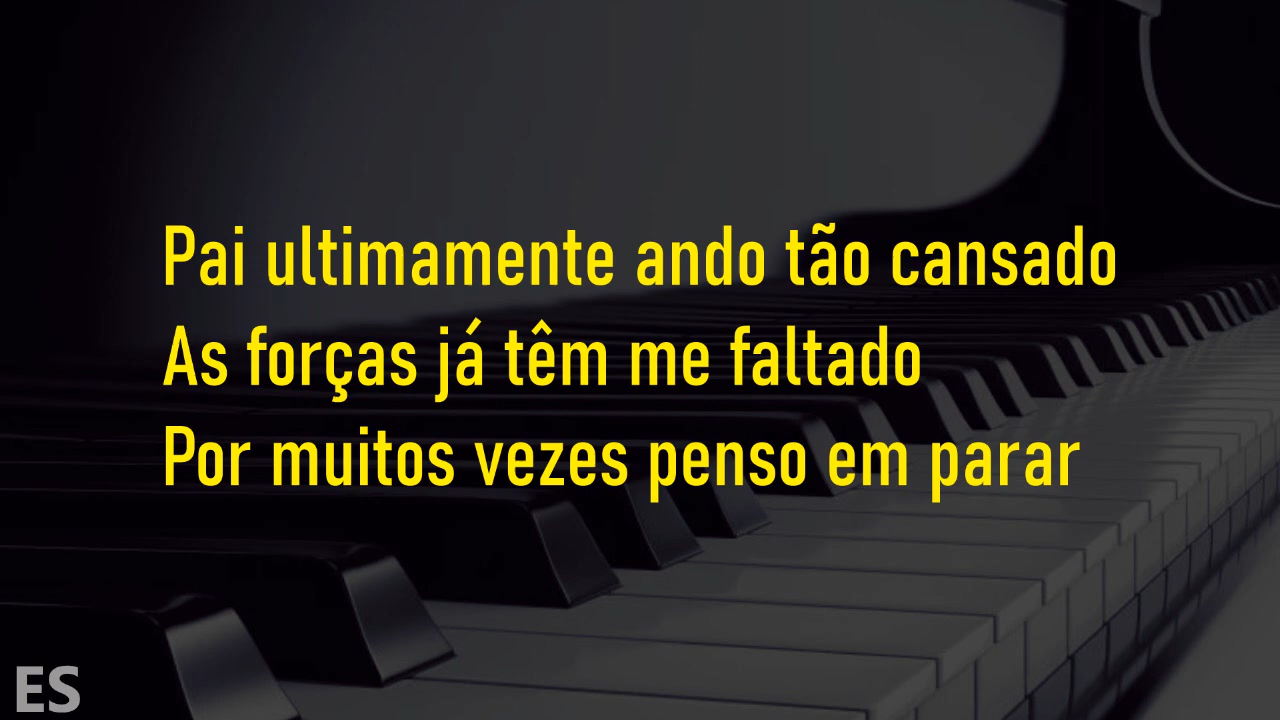 Pai ultimamente ando tão cansado
As forças já têm me faltado
Por muitos vezes penso em parar
ES